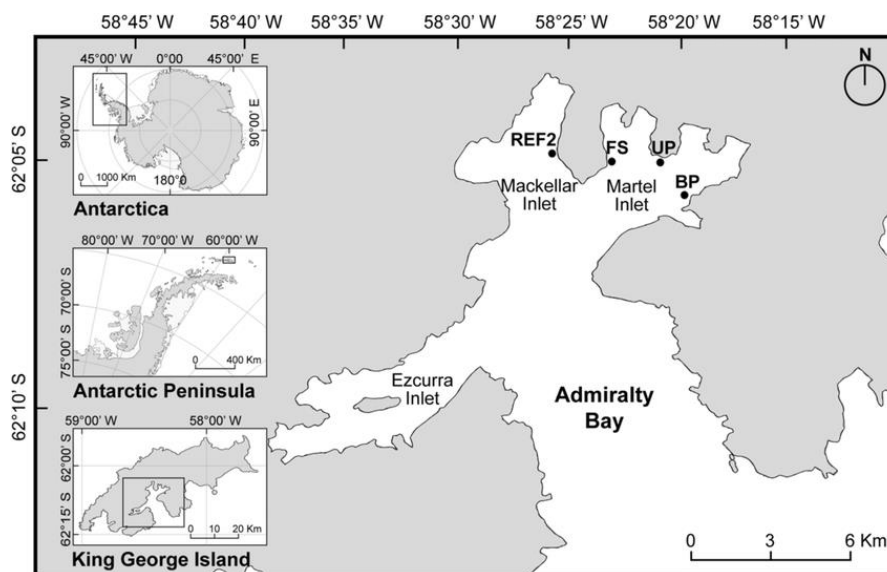 58°45' W 58°40' W 58°35' W 58°30' W 58°25' W 58°20' W 58°15' W
62°05' S
62°10' S
N
45°00' W 0°00 45°00' E
90°00' W
90°00' E
180°0
0 1000 Km
Antarctica
80°00' W 70°00' W 60°00' W
70°00' S
75°00' S
0 400 Km
Antarctic Peninsula
59°00' W 58°00' W
62°00' S
62°15' S
0 10 20 Km
King George Island
REF2
FS
UP
BP
Mackellar
Inlet
Martel
Inlet
Ezcurra
Inlet
Admiralty
Bay
0 3 6 Km